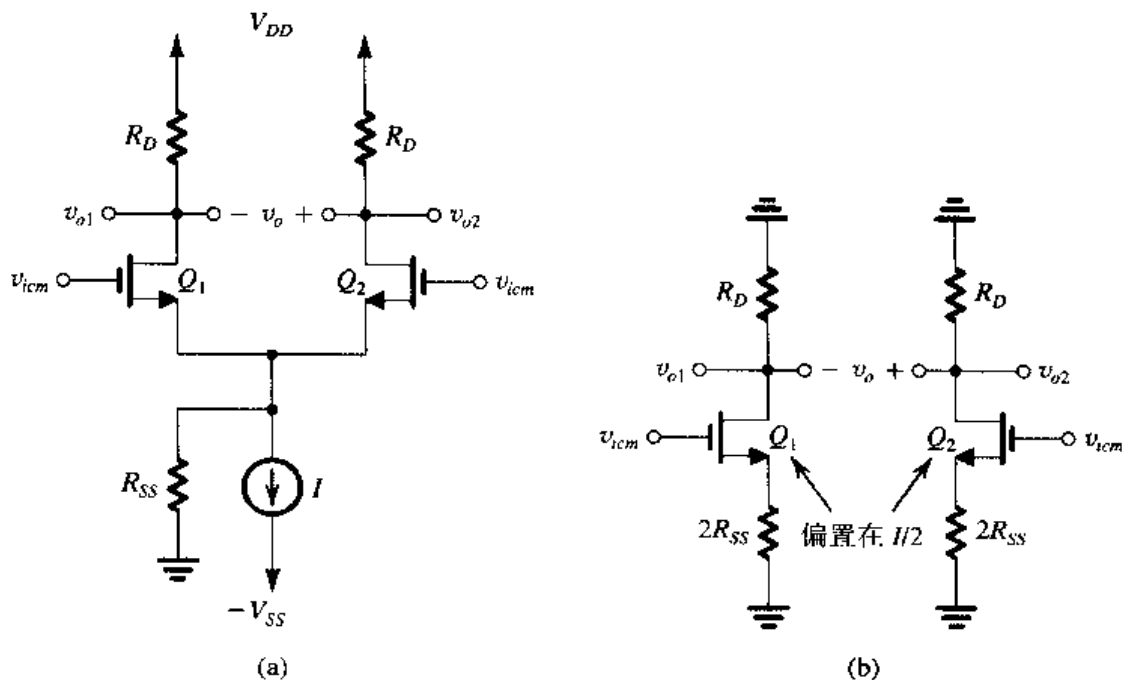 V_DD
R_D
R_D
v_o1
− v_o +
v_o2
v_icm
Q_1
Q_2
v_icm
R_SS
I
−V_SS
(a)
R_D
R_D
v_o1
− v_o +
v_o2
v_icm
Q_1
Q_2
v_icm
2R_SS
偏置在 I/2
2R_SS
(b)